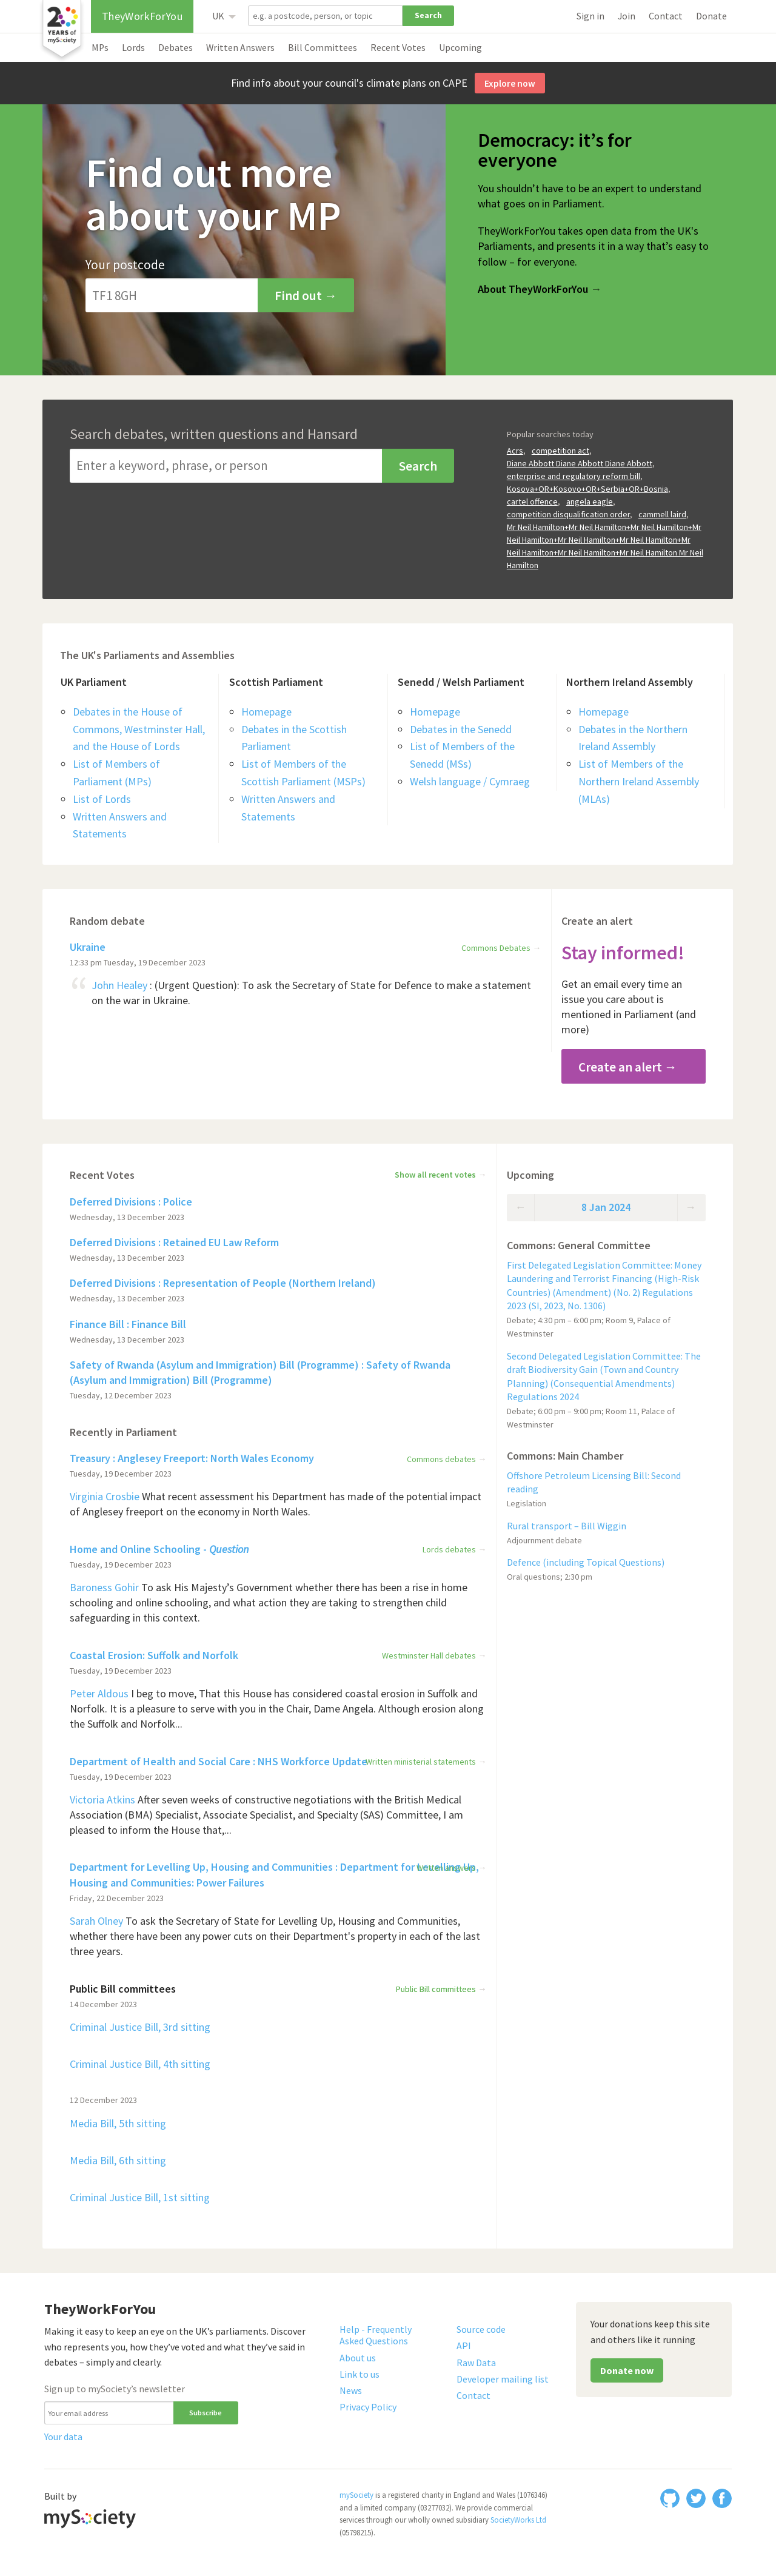 20
YEARS of
mySociety
TheyWorkForYou
UK
e.g. a postcode, person, or topic
Search
Sign in Join Contact Donate
MPs Lords Debates Written Answers Bill Committees Recent Votes Upcoming
Find info about your council's climate plans on CAPE Explore now
Find out more
about your MP
Your postcode
TF1 8GH
Find out →
Democracy: it’s for
everyone
You shouldn’t have to be an expert to understand
what goes on in Parliament.
TheyWorkForYou takes open data from the UK's
Parliaments, and presents it in a way that’s easy to
follow – for everyone.
About TheyWorkForYou →
Search debates, written questions and Hansard
Enter a keyword, phrase, or person
Search
Popular searches today
Acrs, competition act,
Diane Abbott Diane Abbott Diane Abbott,
enterprise and regulatory reform bill,
Kosova+OR+Kosovo+OR+Serbia+OR+Bosnia,
cartel offence, angela eagle,
competition disqualification order, cammell laird,
Mr Neil Hamilton+Mr Neil Hamilton+Mr Neil Hamilton+Mr
Neil Hamilton+Mr Neil Hamilton+Mr Neil Hamilton+Mr
Neil Hamilton+Mr Neil Hamilton+Mr Neil Hamilton Mr Neil
Hamilton
The UK's Parliaments and Assemblies
UK Parliament
Debates in the House of
Commons, Westminster Hall,
and the House of Lords
List of Members of
Parliament (MPs)
List of Lords
Written Answers and
Statements
Scottish Parliament
Homepage
Debates in the Scottish
Parliament
List of Members of the
Scottish Parliament (MSPs)
Written Answers and
Statements
Senedd / Welsh Parliament
Homepage
Debates in the Senedd
List of Members of the
Senedd (MSs)
Welsh language / Cymraeg
Northern Ireland Assembly
Homepage
Debates in the Northern
Ireland Assembly
List of Members of the
Northern Ireland Assembly
(MLAs)
Random debate
Ukraine
Commons Debates →
12:33 pm Tuesday, 19 December 2023
“ John Healey : (Urgent Question): To ask the Secretary of State for Defence to make a statement
on the war in Ukraine.
Create an alert
Stay informed!
Get an email every time an
issue you care about is
mentioned in Parliament (and
more)
Create an alert →
Recent Votes
Show all recent votes →
Deferred Divisions : Police
Wednesday, 13 December 2023
Deferred Divisions : Retained EU Law Reform
Wednesday, 13 December 2023
Deferred Divisions : Representation of People (Northern Ireland)
Wednesday, 13 December 2023
Finance Bill : Finance Bill
Wednesday, 13 December 2023
Safety of Rwanda (Asylum and Immigration) Bill (Programme) : Safety of Rwanda
(Asylum and Immigration) Bill (Programme)
Tuesday, 12 December 2023
Recently in Parliament
Treasury : Anglesey Freeport: North Wales Economy
Commons debates →
Tuesday, 19 December 2023
Virginia Crosbie What recent assessment his Department has made of the potential impact
of Anglesey freeport on the economy in North Wales.
Home and Online Schooling - Question
Lords debates →
Tuesday, 19 December 2023
Baroness Gohir To ask His Majesty’s Government whether there has been a rise in home
schooling and online schooling, and what action they are taking to strengthen child
safeguarding in this context.
Coastal Erosion: Suffolk and Norfolk
Westminster Hall debates →
Tuesday, 19 December 2023
Peter Aldous I beg to move, That this House has considered coastal erosion in Suffolk and
Norfolk. It is a pleasure to serve with you in the Chair, Dame Angela. Although erosion along
the Suffolk and Norfolk...
Department of Health and Social Care : NHS Workforce Update
Written ministerial statements →
Tuesday, 19 December 2023
Victoria Atkins After seven weeks of constructive negotiations with the British Medical
Association (BMA) Specialist, Associate Specialist, and Specialty (SAS) Committee, I am
pleased to inform the House that,...
Department for Levelling Up, Housing and Communities : Department for Levelling Up,
Housing and Communities: Power Failures
Friday, 22 December 2023
Sarah Olney To ask the Secretary of State for Levelling Up, Housing and Communities,
whether there have been any power cuts on their Department's property in each of the last
three years.
Public Bill committees
Public Bill committees →
14 December 2023
Criminal Justice Bill, 3rd sitting
Criminal Justice Bill, 4th sitting
12 December 2023
Media Bill, 5th sitting
Media Bill, 6th sitting
Criminal Justice Bill, 1st sitting
Upcoming
← 8 Jan 2024 →
Commons: General Committee
First Delegated Legislation Committee: Money
Laundering and Terrorist Financing (High-Risk
Countries) (Amendment) (No. 2) Regulations
2023 (SI, 2023, No. 1306)
Debate; 4:30 pm – 6:00 pm; Room 9, Palace of
Westminster
Second Delegated Legislation Committee: The
draft Biodiversity Gain (Town and Country
Planning) (Consequential Amendments)
Regulations 2024
Debate; 6:00 pm – 9:00 pm; Room 11, Palace of
Westminster
Commons: Main Chamber
Offshore Petroleum Licensing Bill: Second
reading
Legislation
Rural transport – Bill Wiggin
Adjournment debate
Defence (including Topical Questions)
Oral questions; 2:30 pm
TheyWorkForYou
Making it easy to keep an eye on the UK’s parliaments. Discover
who represents you, how they’ve voted and what they’ve said in
debates – simply and clearly.
Sign up to mySociety’s newsletter
Your email address
Subscribe
Your data
Help - Frequently
Asked Questions
About us
Link to us
News
Privacy Policy
Source code
API
Raw Data
Developer mailing list
Contact
Your donations keep this site
and others like it running
Donate now
Built by
mySociety
mySociety is a registered charity in England and Wales (1076346)
and a limited company (03277032). We provide commercial
services through our wholly owned subsidiary SocietyWorks Ltd
(05798215).